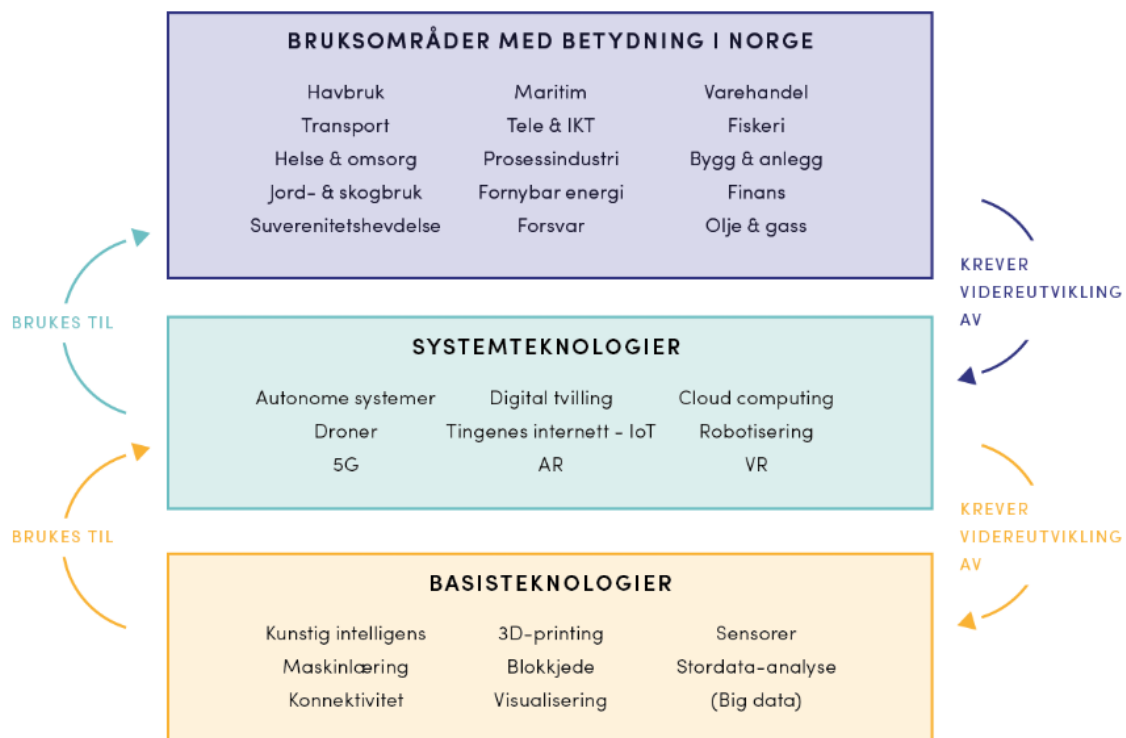 BRUKSOMRÅDER MED BETYDNING I NORGE
Havbruk Maritim Varehandel
Transport Tele & IKT Fiskeri
Helse & omsorg Prosessindustri Bygg & anlegg
Jord- & skogbruk Fornybar energi Finans
Suverenitetshevdelse Forsvar Olje & gass
BRUKES TIL
KREVER
VIDEREUTVIKLING
AV
SYSTEMTEKNOLOGIER
Autonome systemer Digital tvilling Cloud computing
Droner Tingenes internett - IoT Robotisering
5G AR VR
BRUKES TIL
KREVER
VIDEREUTVIKLING
AV
BASISTEKNOLOGIER
Kunstig intelligens 3D-printing Sensorer
Maskinlæring Blokkjede Stordata-analyse
Konnektivitet Visualisering (Big data)